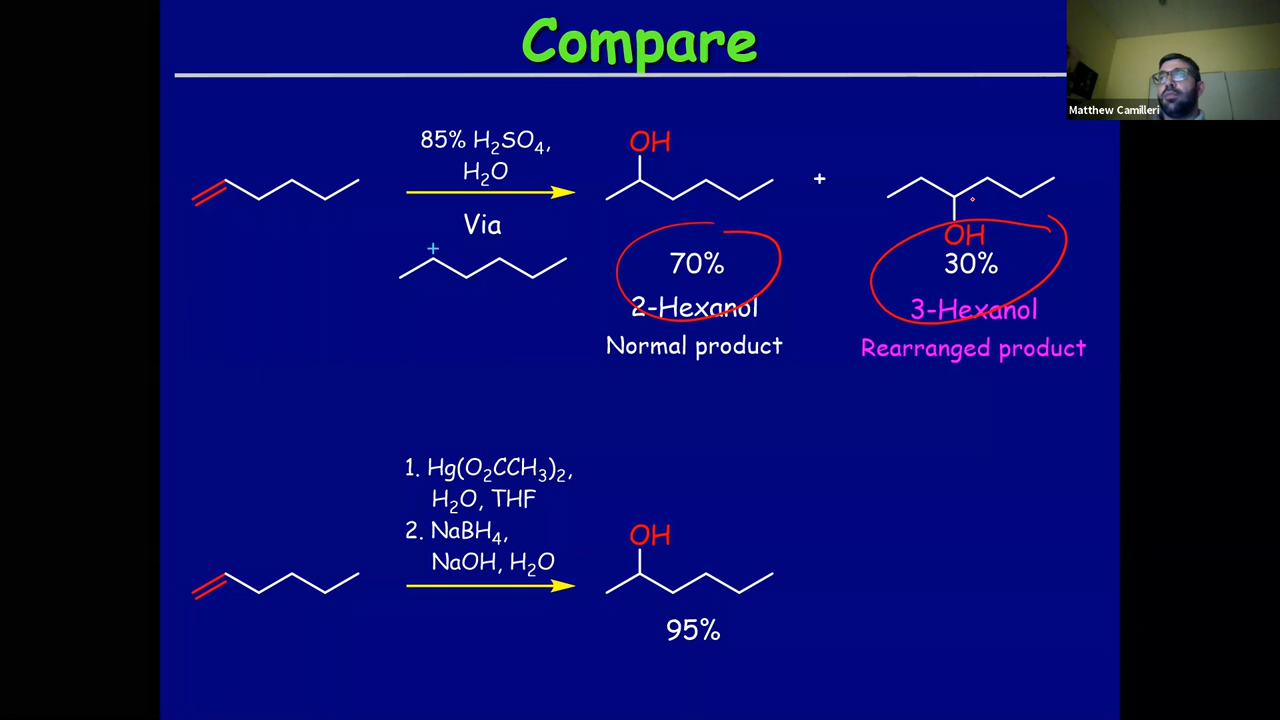 Compare
Matthew Camilleri
85% H₂SO₄,
H₂O
Via
+
OH
+
OH
70%
30%
2-Hexanol
3-Hexanol
Normal product
Rearranged product
1. Hg(O₂CCH₃)₂,
H₂O, THF
2. NaBH₄,
NaOH, H₂O
OH
95%